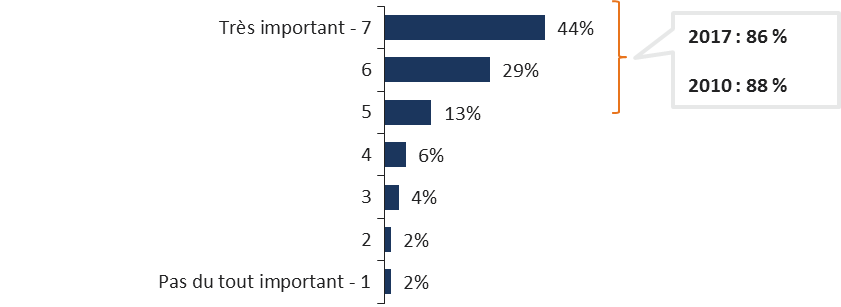 Très important - 7 44%
6 29%
5 13%
4 6%
3 4%
2 2%
Pas du tout important - 1 2%
2017 : 86 %
2010 : 88 %